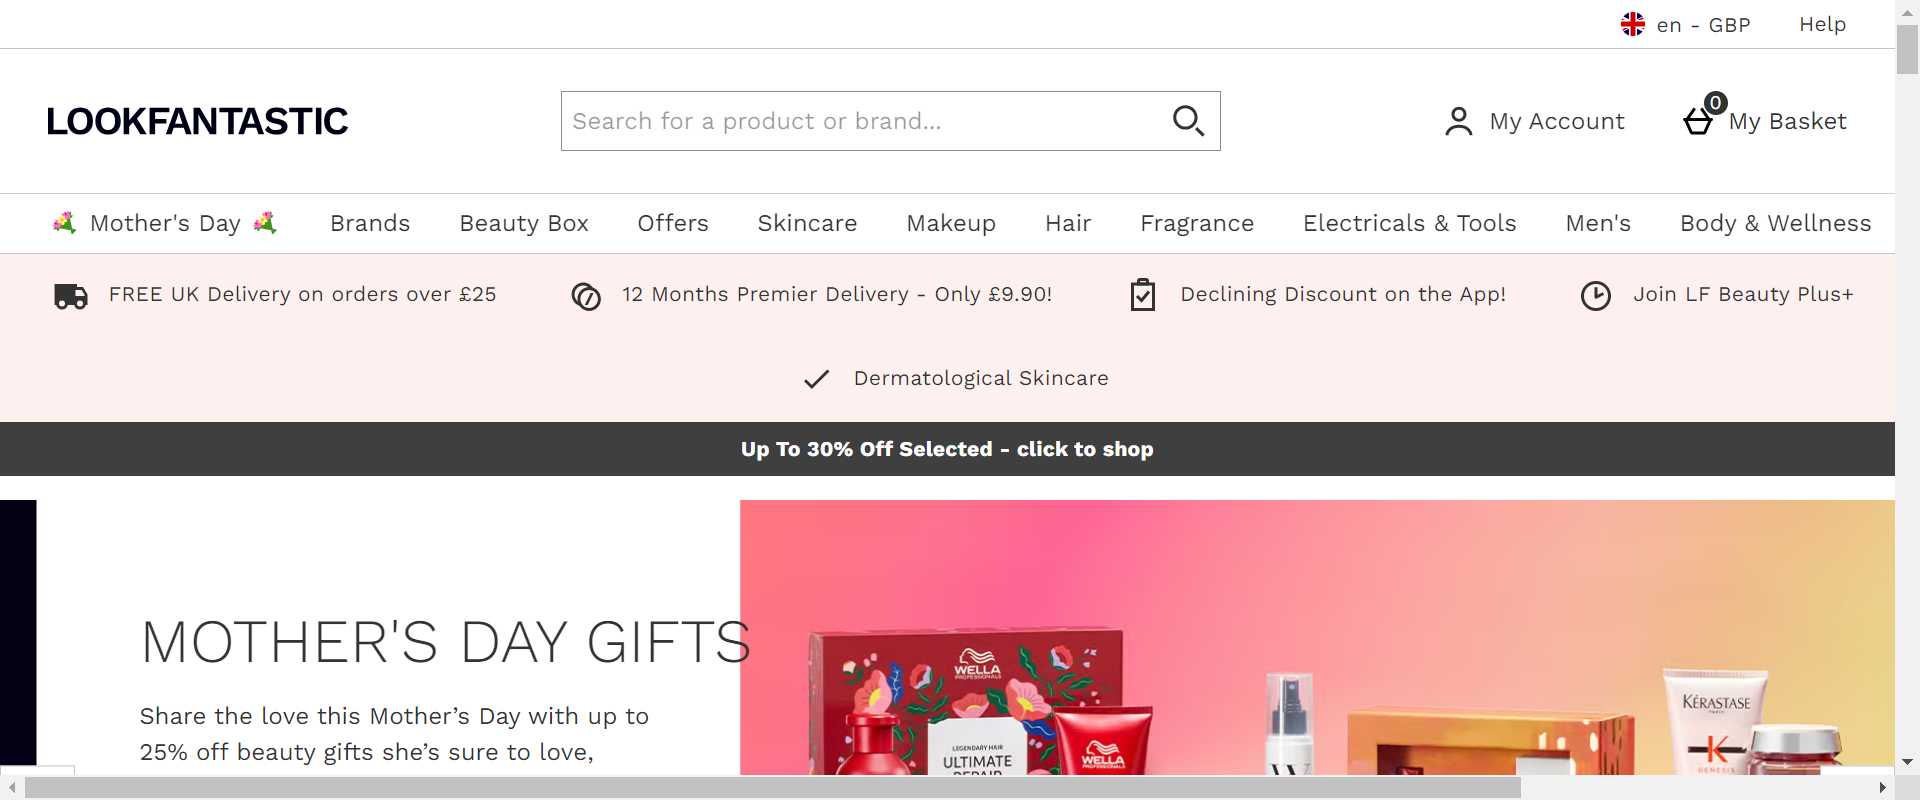 en - GBP
Help
LOOKFANTASTIC
Search for a product or brand...
My Account
0
My Basket
Mother's Day
Brands
Beauty Box
Offers
Skincare
Makeup
Hair
Fragrance
Electricals & Tools
Men's
Body & Wellness
FREE UK Delivery on orders over £25
12 Months Premier Delivery - Only £9.90!
Declining Discount on the App!
Join LF Beauty Plus+
Dermatological Skincare
Up To 30% Off Selected - click to shop
MOTHER'S DAY GIFTS
Share the love this Mother’s Day with up to
25% off beauty gifts she’s sure to love,
WELLA
PROFESSIONALS
LEGENDARY HAIR
ULTIMATE
REPAIR
WELLA
PROFESSIONALS
W
KÉRASTASE
PARIS
K
GENESIS